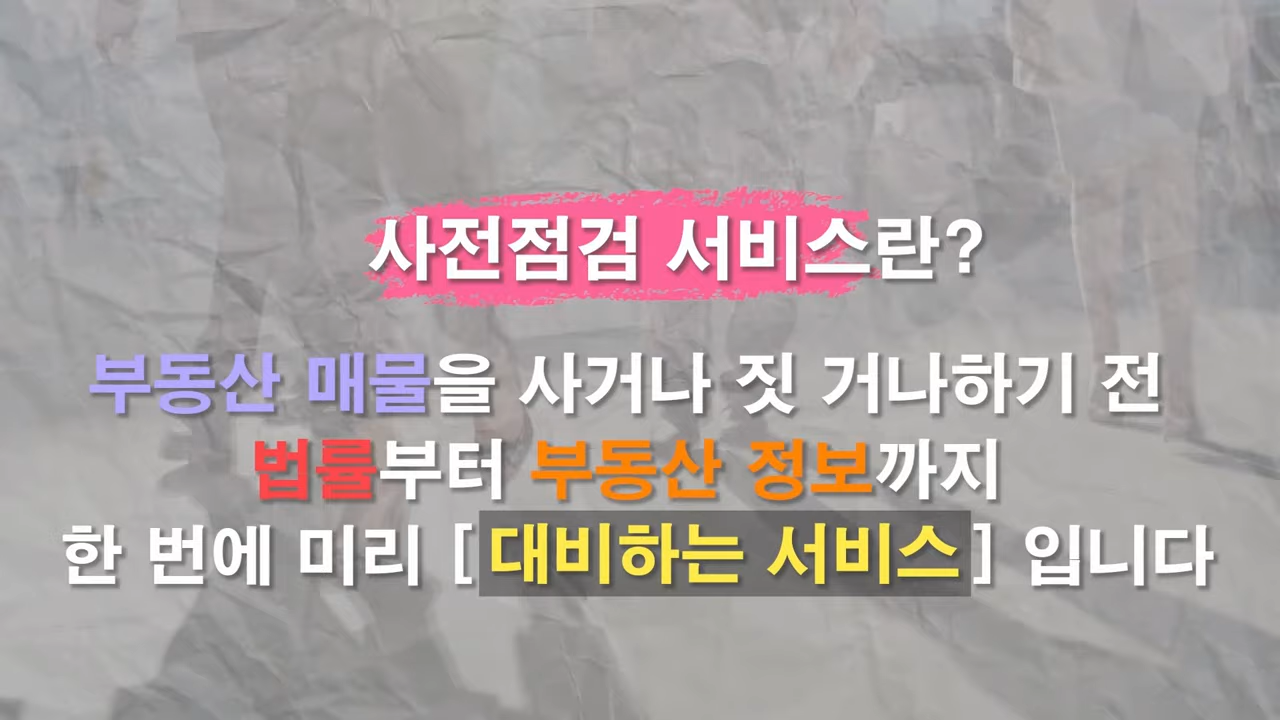 사전점검 서비스란?
부동산 매물을 사거나 짓 거나하기 전
법률부터 부동산 정보까지
한 번에 미리 [대비하는 서비스] 입니다